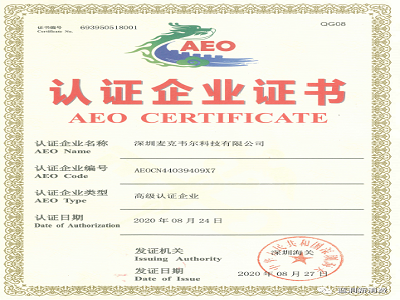 证书编号 693950518001
Certificate No.
QG08
AEO
认证企业证书
AEO CERTIFICATE
认证企业名称 深圳麦克韦尔科技有限公司
AEO Name
认证企业编号 AEOCN44039409X7
AEO Code
认证企业类型 高级认证企业
AEO Type
认证日期 2020 年 08 月 24 日
Date of Authorization
发证机关 深圳海关
Issuing Authority
发证日期 2020 年 08 月 27 日
Date of Issue